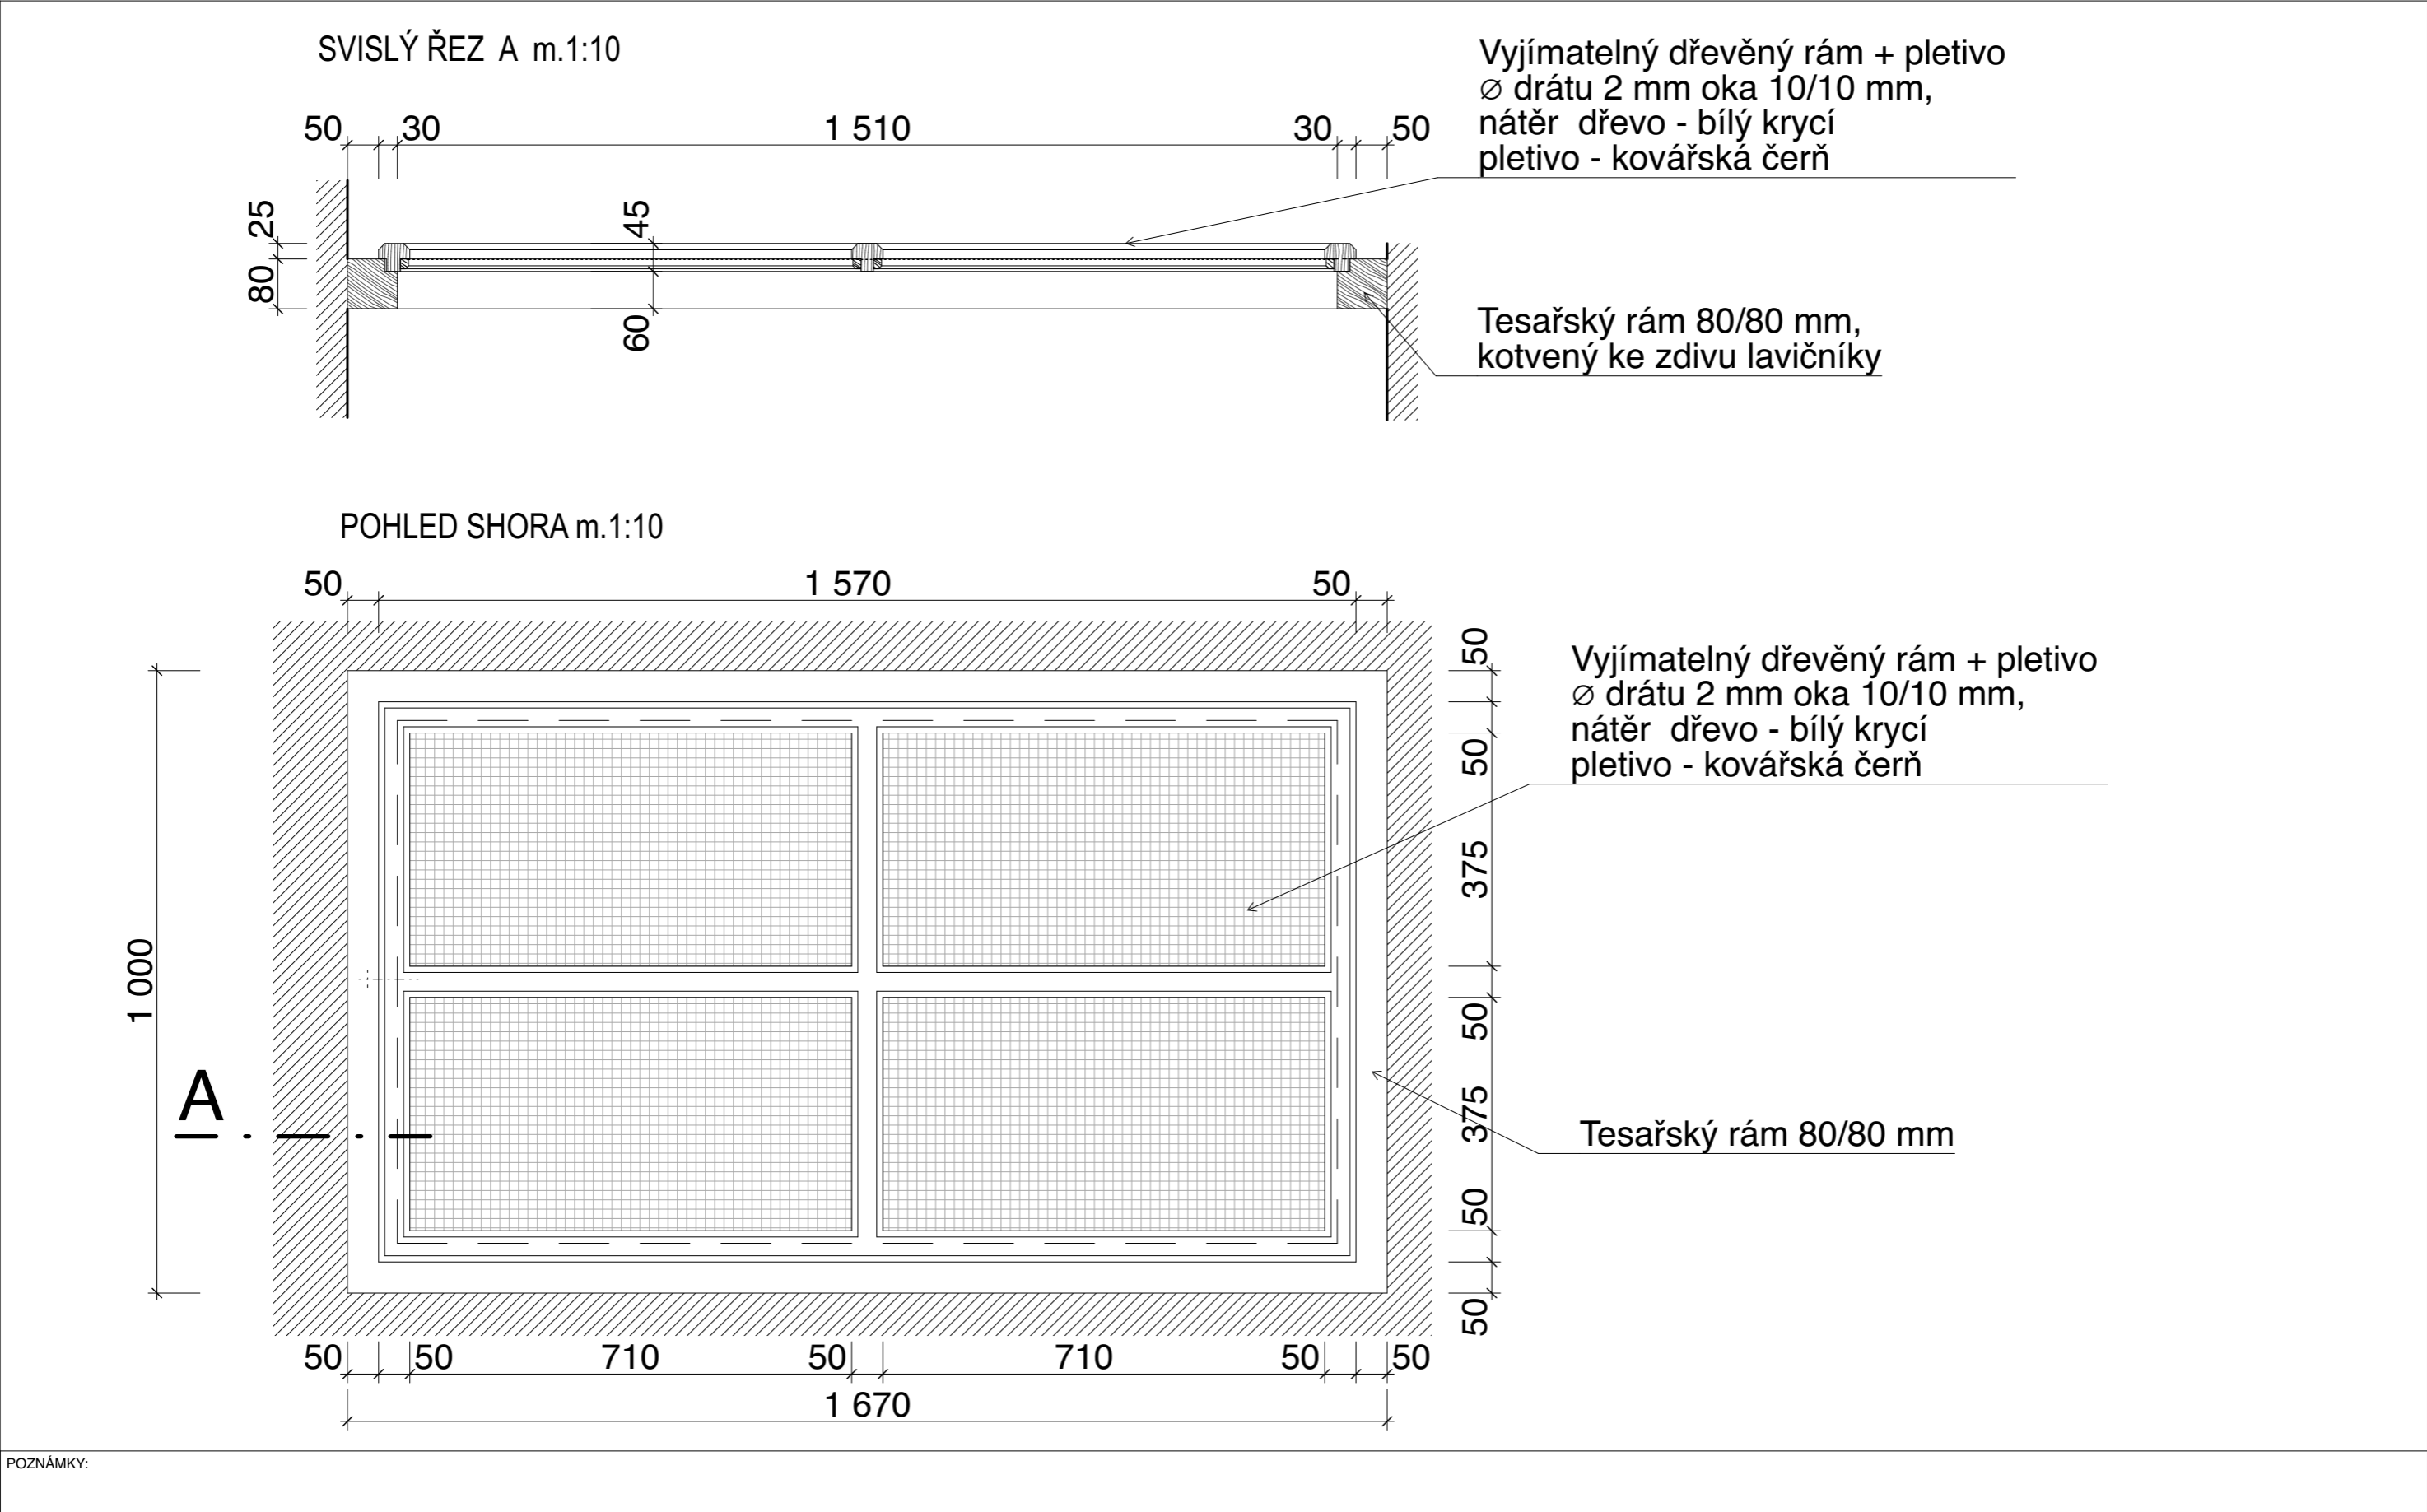 SVISLÝ ŘEZ A m.1:10
Vyjímatelný dřevěný rám + pletivo
∅ drátu 2 mm oka 10/10 mm,
nátěr dřevo - bílý krycí
pletivo - kovářská čerň
50 30 1 510 30 50
25
80
45
60
Tesařský rám 80/80 mm,
kotvený ke zdivu lavičníky
POHLED SHORA m.1:10
50 1 570 50
50
50
375
50
375
50
50
Vyjímatelný dřevěný rám + pletivo
∅ drátu 2 mm oka 10/10 mm,
nátěr dřevo - bílý krycí
pletivo - kovářská čerň
1 000
A
Tesařský rám 80/80 mm
50 50 710 50 710 50 50
1 670
POZNÁMKY: